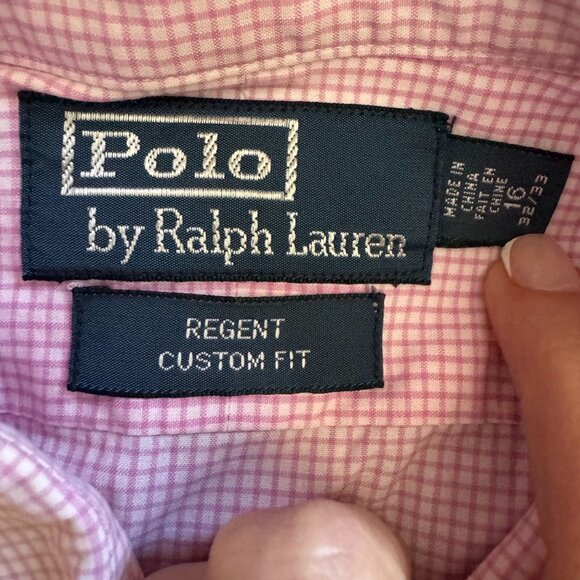 Polo
by Ralph Lauren
MADE IN
CHINA
FAIT EN
CHINE
16
32/33
REGENT
CUSTOM FIT